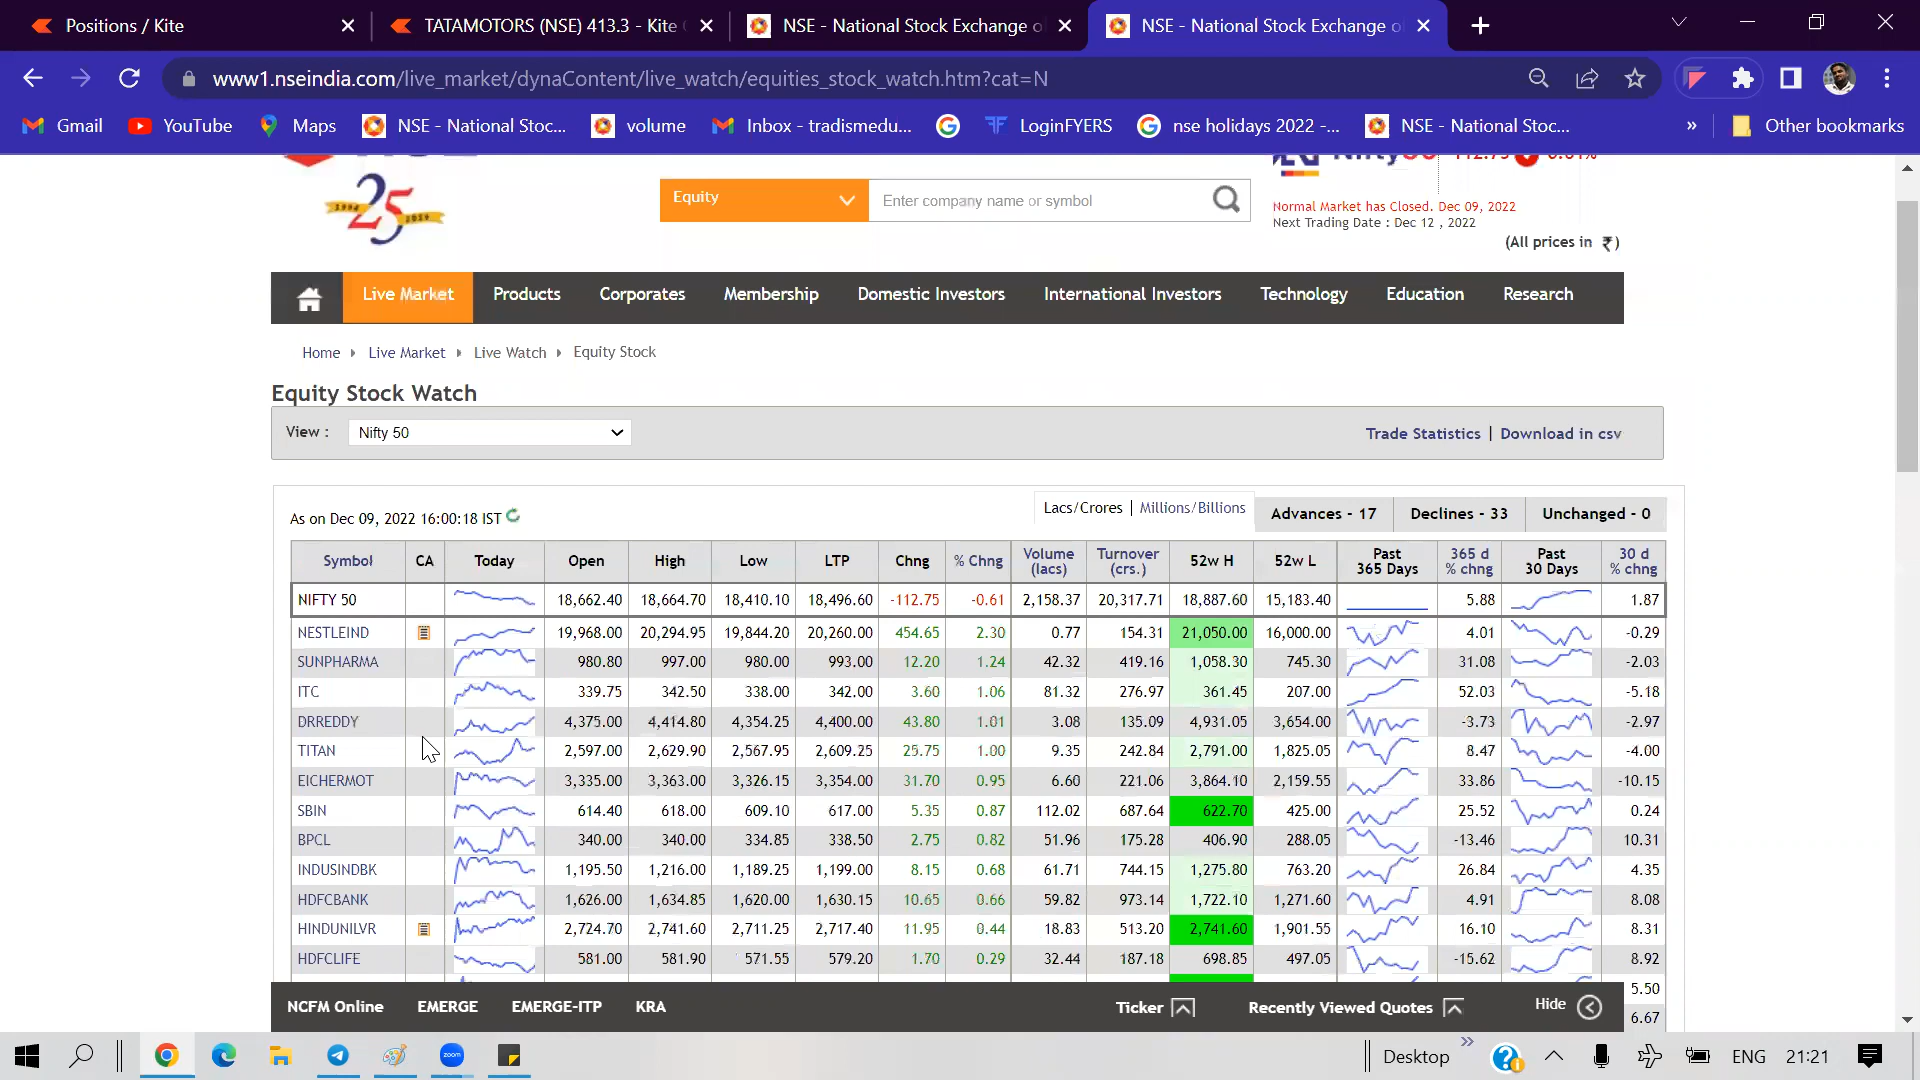 Positions / Kite
TATAMOTORS (NSE) 413.3 - Kite
NSE - National Stock Exchange o
NSE - National Stock Exchange o
www1.nseindia.com/live_market/dynaContent/live_watch/equities_stock_watch.htm?cat=N
Gmail YouTube Maps NSE - National Stoc... volume Inbox - tradismedu... LoginFYERS nse holidays 2022 -... NSE - National Stoc... » Other bookmarks
1994 25
Equity Enter company name or symbol
Normal Market has Closed. Dec 09, 2022
Next Trading Date : Dec 12 , 2022
(All prices in ₹)
Live Market Products Corporates Membership Domestic Investors International Investors Technology Education Research
Home Live Market Live Watch Equity Stock
Equity Stock Watch
View : Nifty 50 Trade Statistics | Download in csv
As on Dec 09, 2022 16:00:18 IST Lacs/Crores | Millions/Billions Advances - 17 Declines - 33 Unchanged - 0
Symbol CA Today Open High Low LTP Chng % Chng Volume (lacs) Turnover (crs.) 52w H 52w L Past 365 Days 365 d % chng Past 30 Days 30 d % chng
NIFTY 50 18,662.40 18,664.70 18,410.10 18,496.60 -112.75 -0.61 2,158.37 20,317.71 18,887.60 15,183.40 5.88 1.87
NESTLEIND 19,968.00 20,294.95 19,844.20 20,260.00 454.65 2.30 0.77 154.31 21,050.00 16,000.00 4.01 -0.29
SUNPHARMA 980.80 997.00 980.00 993.00 12.20 1.24 42.32 419.16 1,058.30 745.30 31.08 -2.03
ITC 339.75 342.50 338.00 342.00 3.60 1.06 81.32 276.97 361.45 207.00 52.03 -5.18
DRREDDY 4,375.00 4,414.80 4,354.25 4,400.00 43.80 1.01 3.08 135.09 4,931.05 3,654.00 -3.73 -2.97
TITAN 2,597.00 2,629.90 2,567.95 2,609.25 25.75 1.00 9.35 242.84 2,791.00 1,825.05 8.47 -4.00
EICHERMOT 3,335.00 3,363.00 3,326.15 3,354.00 31.70 0.95 6.60 221.06 3,864.10 2,159.55 33.86 -10.15
SBIN 614.40 618.00 609.10 617.00 5.35 0.87 112.02 687.64 622.70 425.00 25.52 0.24
BPCL 340.00 340.00 334.85 338.50 2.75 0.82 51.96 175.28 406.90 288.05 -13.46 10.31
INDUSINDBK 1,195.50 1,216.00 1,189.25 1,199.00 8.15 0.68 61.71 744.15 1,275.80 763.20 26.84 4.35
HDFCBANK 1,626.00 1,634.85 1,620.00 1,630.15 10.65 0.66 59.82 973.14 1,722.10 1,271.60 4.91 8.08
HINDUNILVR 2,724.70 2,741.60 2,711.25 2,717.40 11.95 0.44 18.83 513.20 2,741.60 1,901.55 16.10 8.31
HDFCLIFE 581.00 581.90 571.55 579.20 1.70 0.29 32.44 187.18 698.85 497.05 -15.62 8.92
5.50
6.67
NCFM Online EMERGE EMERGE-ITP KRA Ticker Recently Viewed Quotes Hide
zoom Desktop » ENG 21:21